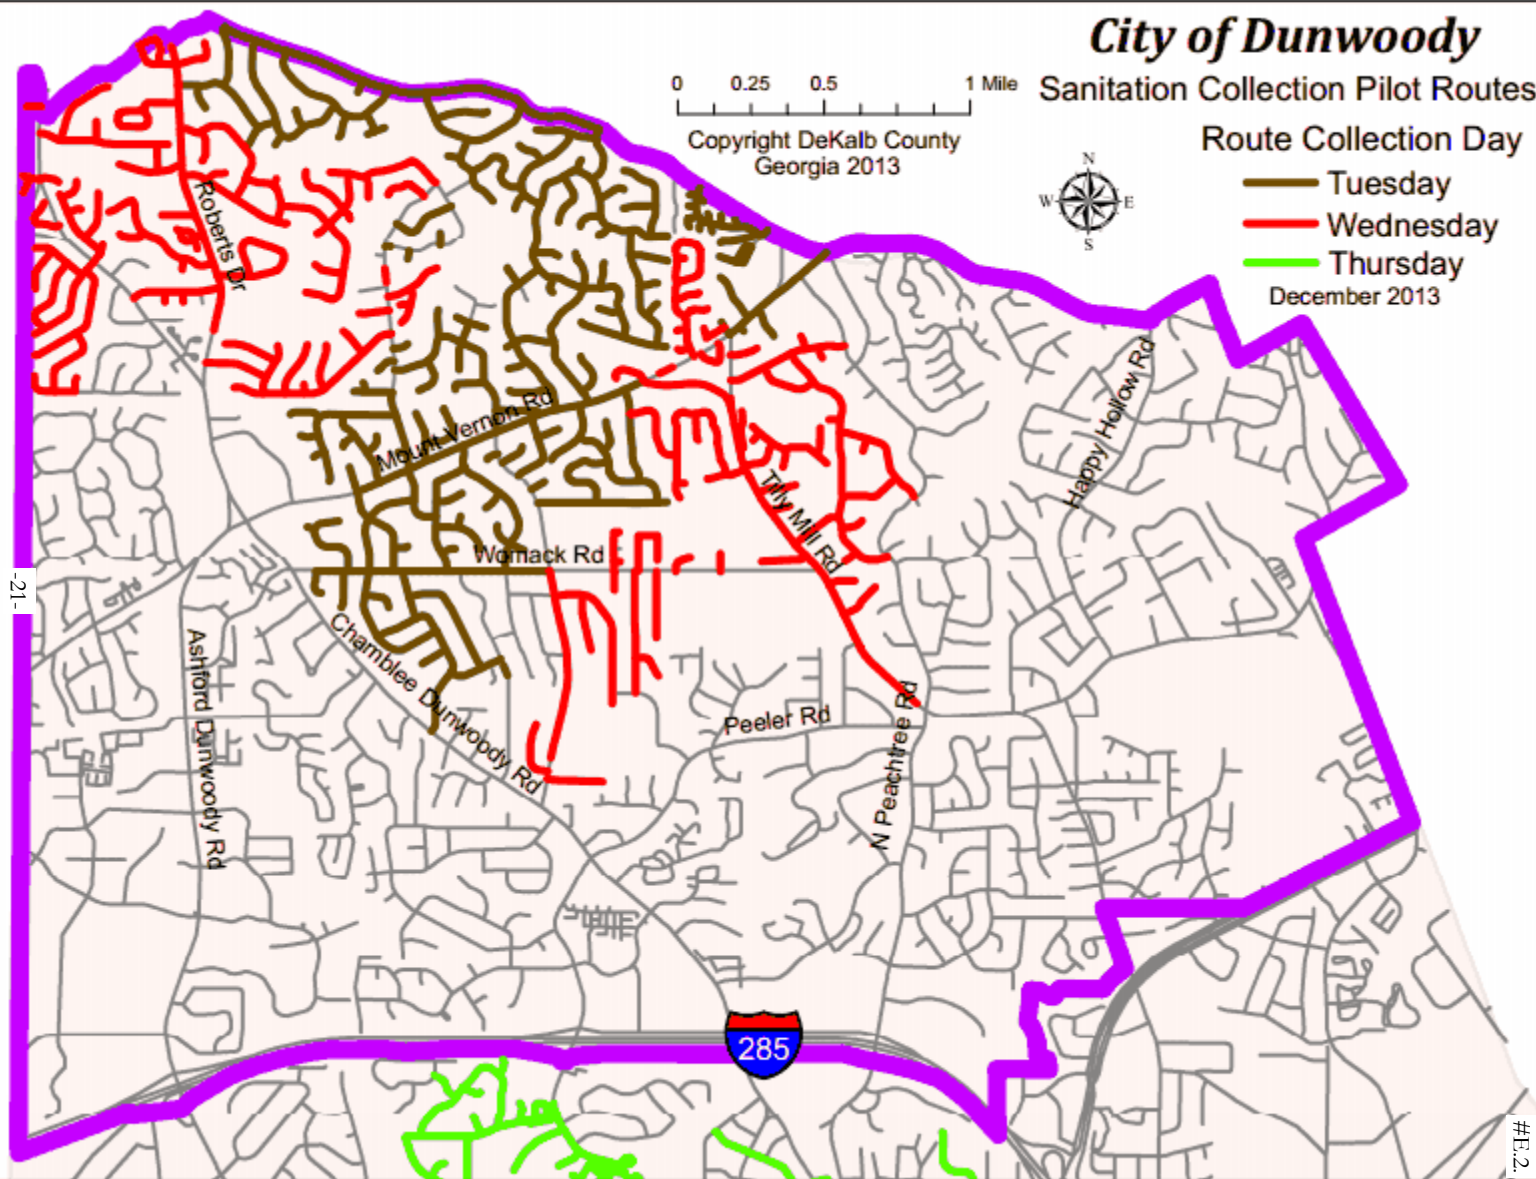 City of Dunwoody
Sanitation Collection Pilot Routes
0 0.25 0.5 1 Mile
Copyright DeKalb County
Georgia 2013
Route Collection Day
Tuesday
Wednesday
Thursday
December 2013
N
W E
S
Roberts Dr
Happy Hollow Rd
Mount Vernon Rd
Tilly Mill Rd
Womack Rd
-21-
Chamblee Dunwoody Rd
Ashford Dunwoody Rd
Peeler Rd
N Peachtree Rd
285
#E.2.